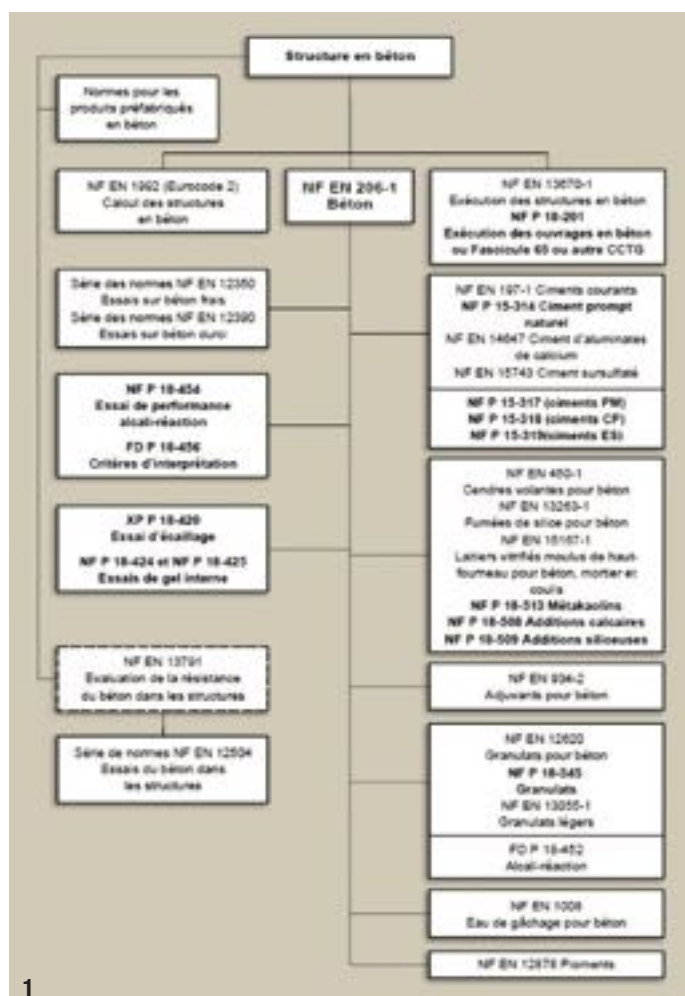 Structure en béton
Normes pour les
produits préfabriqués
en béton
NF EN 1992 (Eurocode 2)
Calcul des structures
en béton
NF EN 206-1
Béton
NF EN 13670-1
Exécution des structures en béton
NF P 18-201
Exécution des ouvrages en béton
ou Fascicule 65 ou autre CCTG
Série des normes NF EN 12350
Essais sur béton frais
Série des normes NF EN 12390
Essais sur béton durci
NF EN 197-1 Ciments courants
NF P 15-314 Ciment prompt
naturel
NF EN 14647 Ciment d'aluminates
de calcium
NF EN 15743 Ciment sursulfaté
NF P 15-317 (ciments PM)
NF P 15-318 (ciments CP)
NF P 15-319(ciments ES)
NF P 18-454
Essai de performance
alcali-réaction
FD P 18-456
Critères d'interprétation
XP P 18-420
Essai d'écaillage
NF P 18-424 et NF P 18-425
Essais de gel interne
NF EN 450-1
Cendres volantes pour béton
NF EN 13263-1
Fumées de silice pour béton
NF EN 15167-1
Laitiers vitrifiés moulus de haut-
fourneau pour béton, mortier et
coulis
NF P 18-513 Métakaolins
NF P 18-508 Additions calcaires
NF P 18-509 Additions siliceuses
NF EN 13791
Evaluation de la résistance
du béton dans les structures
Série de normes NF EN 12504
Essais du béton dans
les structures
NF EN 934-2
Adjuvants pour béton
NF EN 12620
Granulats pour béton
NF P 18-545
Granulats
NF EN 13055-1
Granulats légers
FD P 18-452
Alcali-réaction
NF EN 1008
Eau de gâchage pour béton
NF EN 12878 Pigments
1